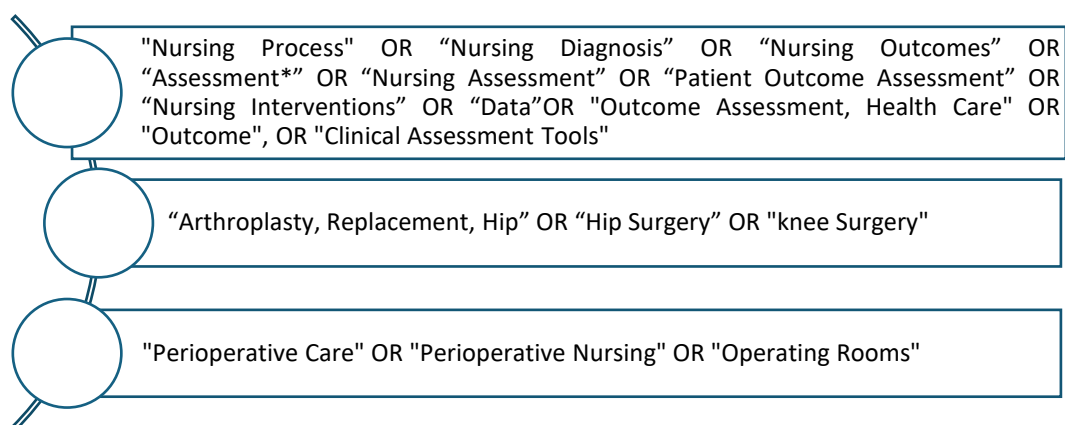 "Nursing Process" OR “Nursing Diagnosis” OR “Nursing Outcomes” OR
“Assessment*” OR “Nursing Assessment” OR “Patient Outcome Assessment” OR
“Nursing Interventions” OR “Data”OR "Outcome Assessment, Health Care" OR
"Outcome", OR "Clinical Assessment Tools"
“Arthroplasty, Replacement, Hip” OR “Hip Surgery” OR "knee Surgery"
"Perioperative Care" OR "Perioperative Nursing" OR "Operating Rooms"